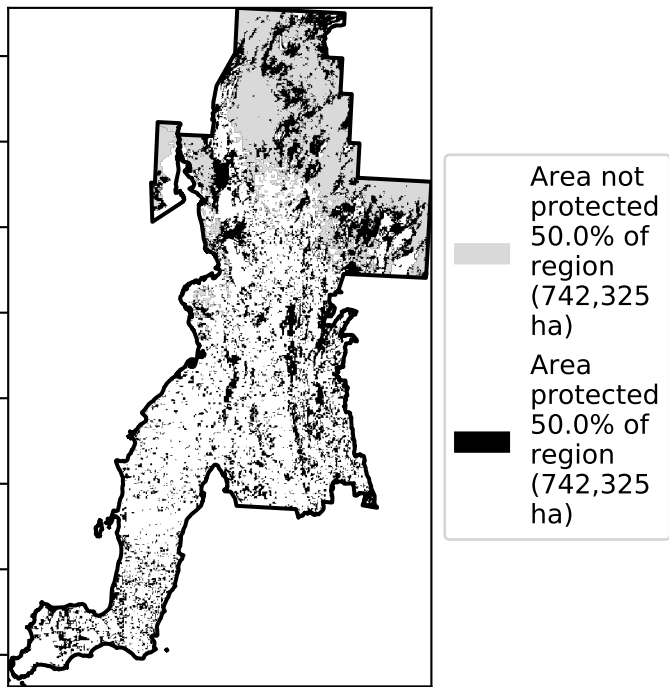 Area not
protected
50.0% of
region
(742,325
ha)
Area
protected
50.0% of
region
(742,325
ha)